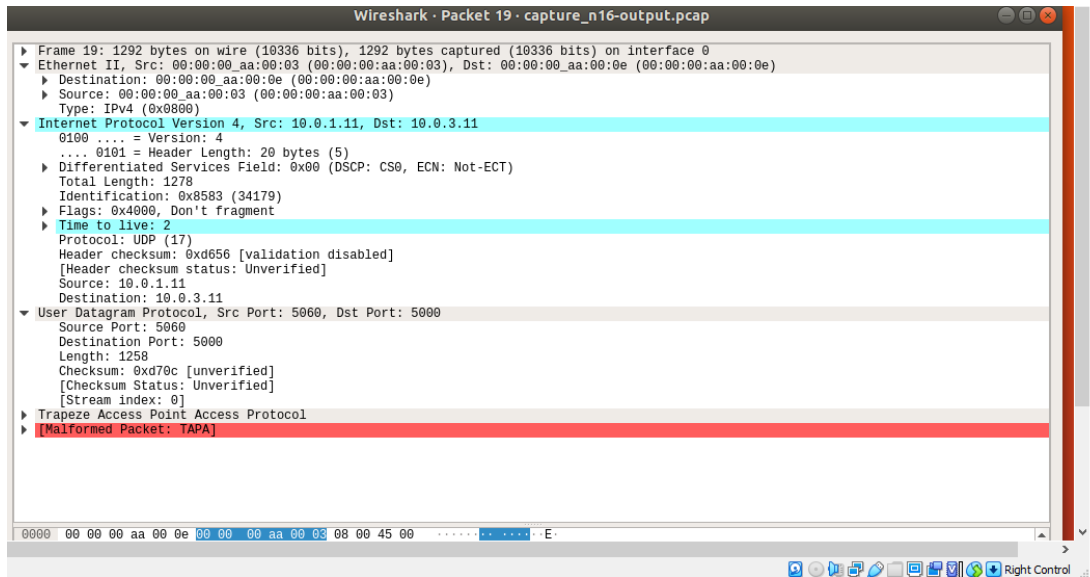 Wireshark · Packet 19 · capture_n16-output.pcap
Frame 19: 1292 bytes on wire (10336 bits), 1292 bytes captured (10336 bits) on interface 0
Ethernet II, Src: 00:00:00_aa:00:03 (00:00:00:aa:00:03), Dst: 00:00:00_aa:00:0e (00:00:00:aa:00:0e)
Destination: 00:00:00_aa:00:0e (00:00:00:aa:00:0e)
Source: 00:00:00_aa:00:03 (00:00:00:aa:00:03)
Type: IPv4 (0x0800)
Internet Protocol Version 4, Src: 10.0.1.11, Dst: 10.0.3.11
0100 .... = Version: 4
.... 0101 = Header Length: 20 bytes (5)
Differentiated Services Field: 0x00 (DSCP: CS0, ECN: Not-ECT)
Total Length: 1278
Identification: 0x8583 (34179)
Flags: 0x4000, Don't fragment
Time to live: 2
Protocol: UDP (17)
Header checksum: 0xd656 [validation disabled]
[Header checksum status: Unverified]
Source: 10.0.1.11
Destination: 10.0.3.11
User Datagram Protocol, Src Port: 5060, Dst Port: 5000
Source Port: 5060
Destination Port: 5000
Length: 1258
Checksum: 0xd70c [unverified]
[Checksum Status: Unverified]
[Stream index: 0]
Trapeze Access Point Access Protocol
[Malformed Packet: TAPA]
0000 00 00 00 aa 00 0e 00 00 00 aa 00 03 08 00 45 00 ········ ······E·
Right Control